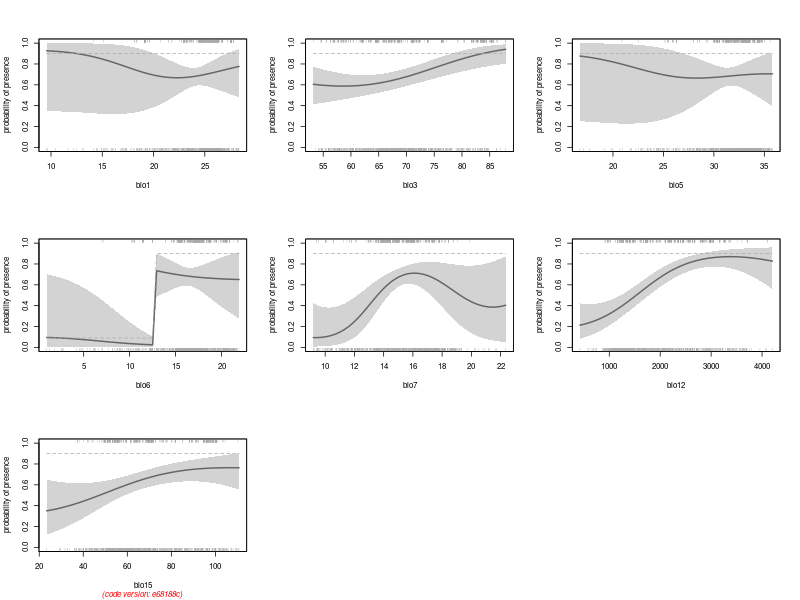 probability of presence
0.0 0.2 0.4 0.6 0.8 1.0
10 15 20 25
bio1
probability of presence
0.0 0.2 0.4 0.6 0.8 1.0
55 60 65 70 75 80 85
bio3
probability of presence
0.0 0.2 0.4 0.6 0.8 1.0
20 25 30 35
bio5
probability of presence
0.0 0.2 0.4 0.6 0.8 1.0
5 10 15 20
bio6
probability of presence
0.0 0.2 0.4 0.6 0.8 1.0
10 12 14 16 18 20 22
bio7
probability of presence
0.0 0.2 0.4 0.6 0.8 1.0
1000 2000 3000 4000
bio12
probability of presence
0.0 0.2 0.4 0.6 0.8 1.0
20 40 60 80 100
bio15
(code version: e68188c)